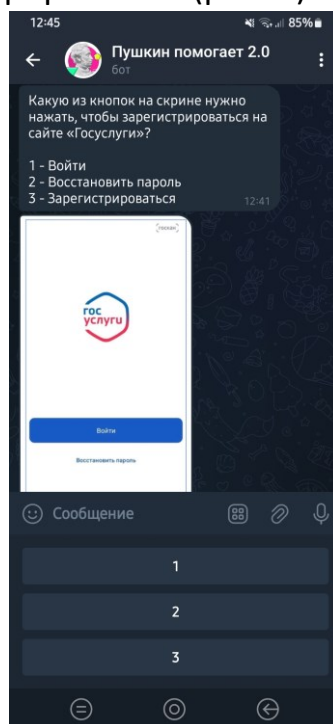 12:45
85%
Пушкин помогает 2.0
бот
Какую из кнопок на скрине нужно
нажать, чтобы зарегистрироваться на
сайте «Госуслуги»?
1 - Войти
2 - Восстановить пароль
3 - Зарегистрироваться
12:41
гос
услуги
Войти
Восстановить пароль
Сообщение
1
2
3